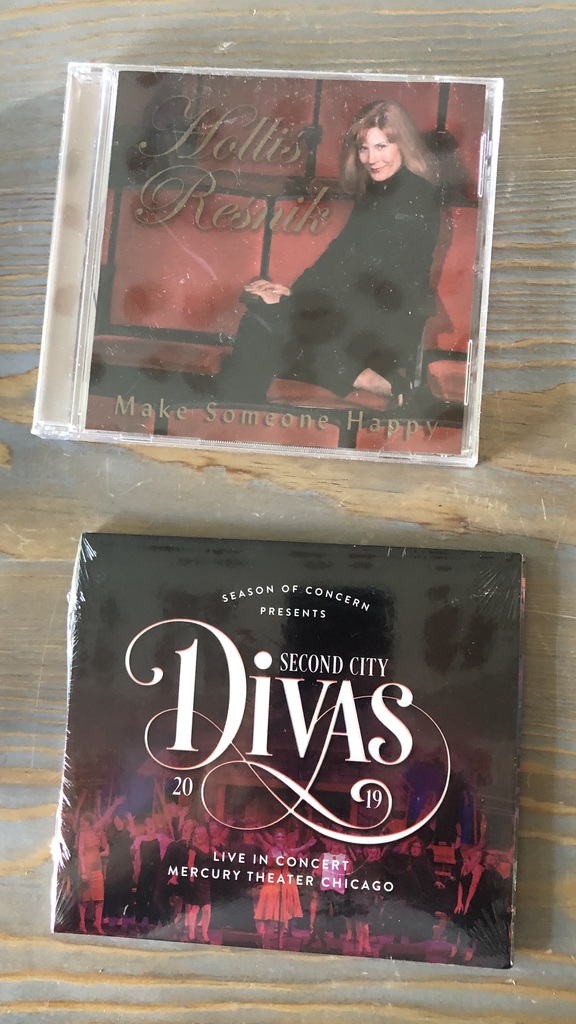 Hollis
Resnik
Make Someone Happy
SEASON OF CONCERN
PRESENTS
SECOND CITY
DIVAS
20 19
LIVE IN CONCERT
MERCURY THEATER CHICAGO